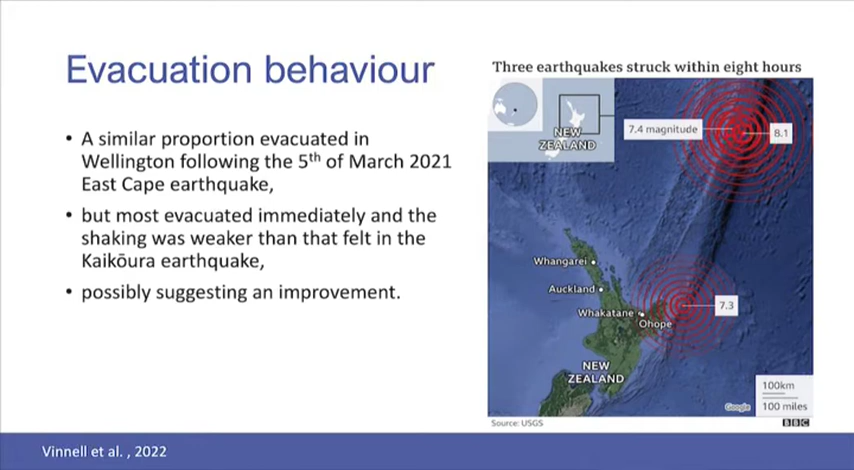 Evacuation behaviour
• A similar proportion evacuated in
Wellington following the 5th of March 2021
East Cape earthquake,
• but most evacuated immediately and the
shaking was weaker than that felt in the
Kaikōura earthquake,
• possibly suggesting an improvement.
Three earthquakes struck within eight hours
NEW
ZEALAND
7.4 magnitude
8.1
Whangarei
Auckland
Whakatane
Ohope
7.3
NEW
ZEALAND
100km
100 miles
Google
Source: USGS
BBC
Vinnell et al. , 2022